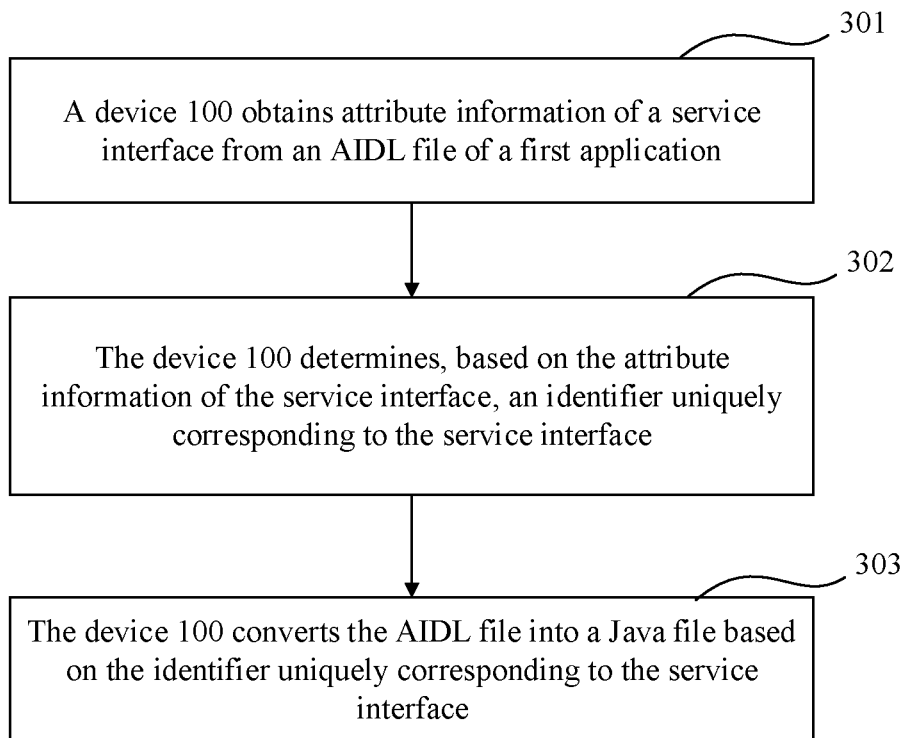 301
A device 100 obtains attribute information of a service
interface from an AIDL file of a first application
302
The device 100 determines, based on the attribute
information of the service interface, an identifier uniquely
corresponding to the service interface
303
The device 100 converts the AIDL file into a Java file based
on the identifier uniquely corresponding to the service
interface